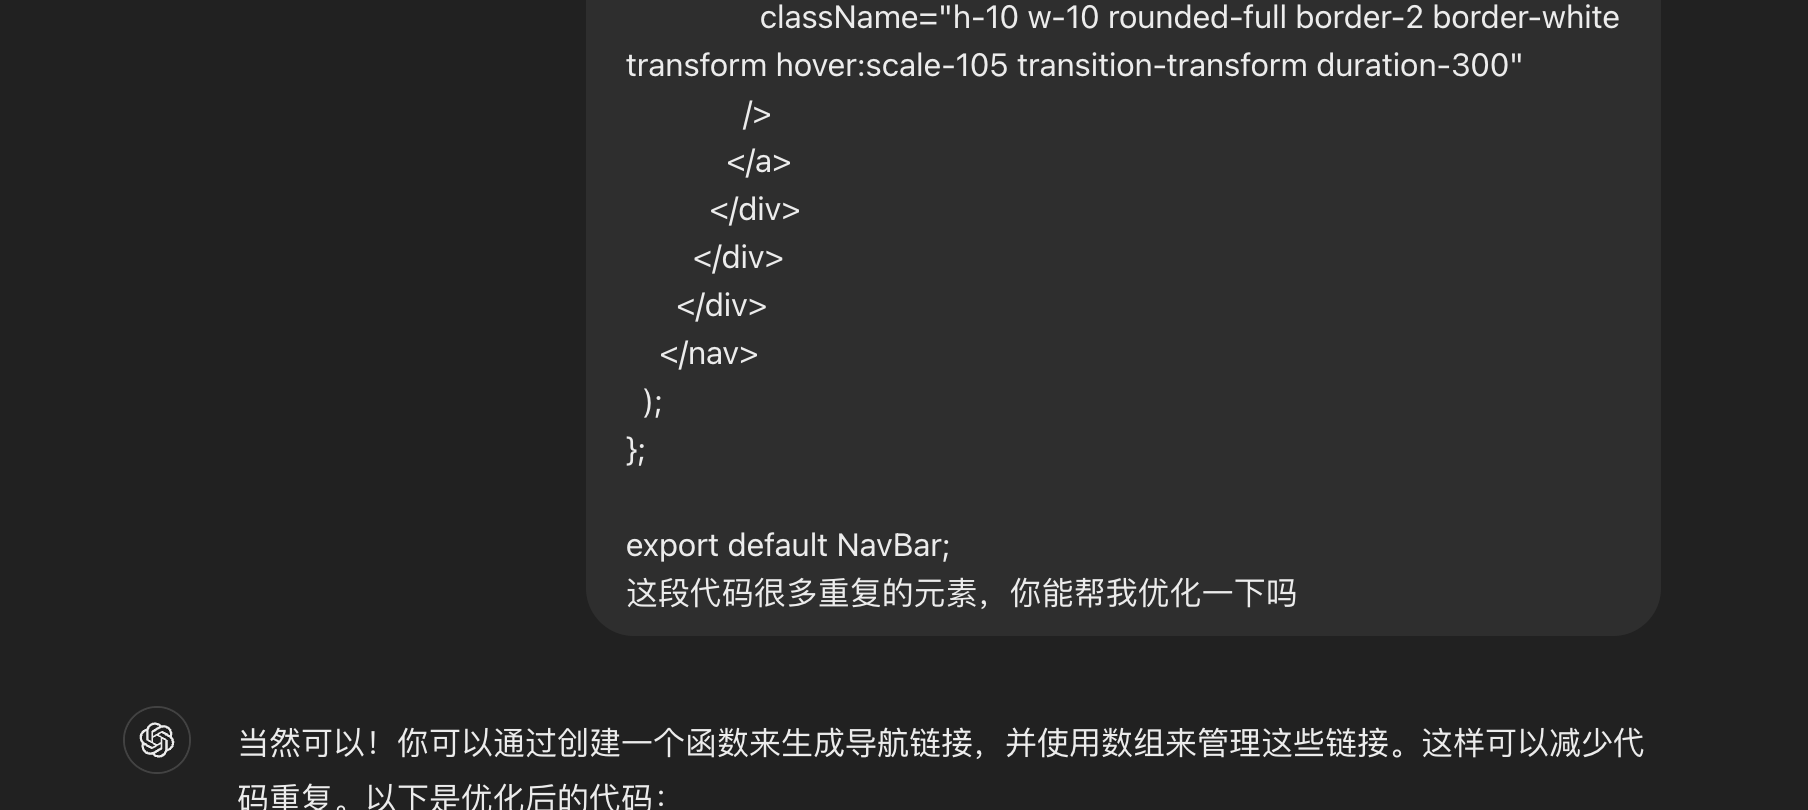 className="h-10 w-10 rounded-full border-2 border-white
transform hover:scale-105 transition-transform duration-300"
/>
</a>
</div>
</div>
</div>
</nav>
);
};
export default NavBar;
这段代码很多重复的元素，你能帮我优化一下吗
当然可以！你可以通过创建一个函数来生成导航链接，并使用数组来管理这些链接。这样可以减少代
码重复。以下是优化后的代码：